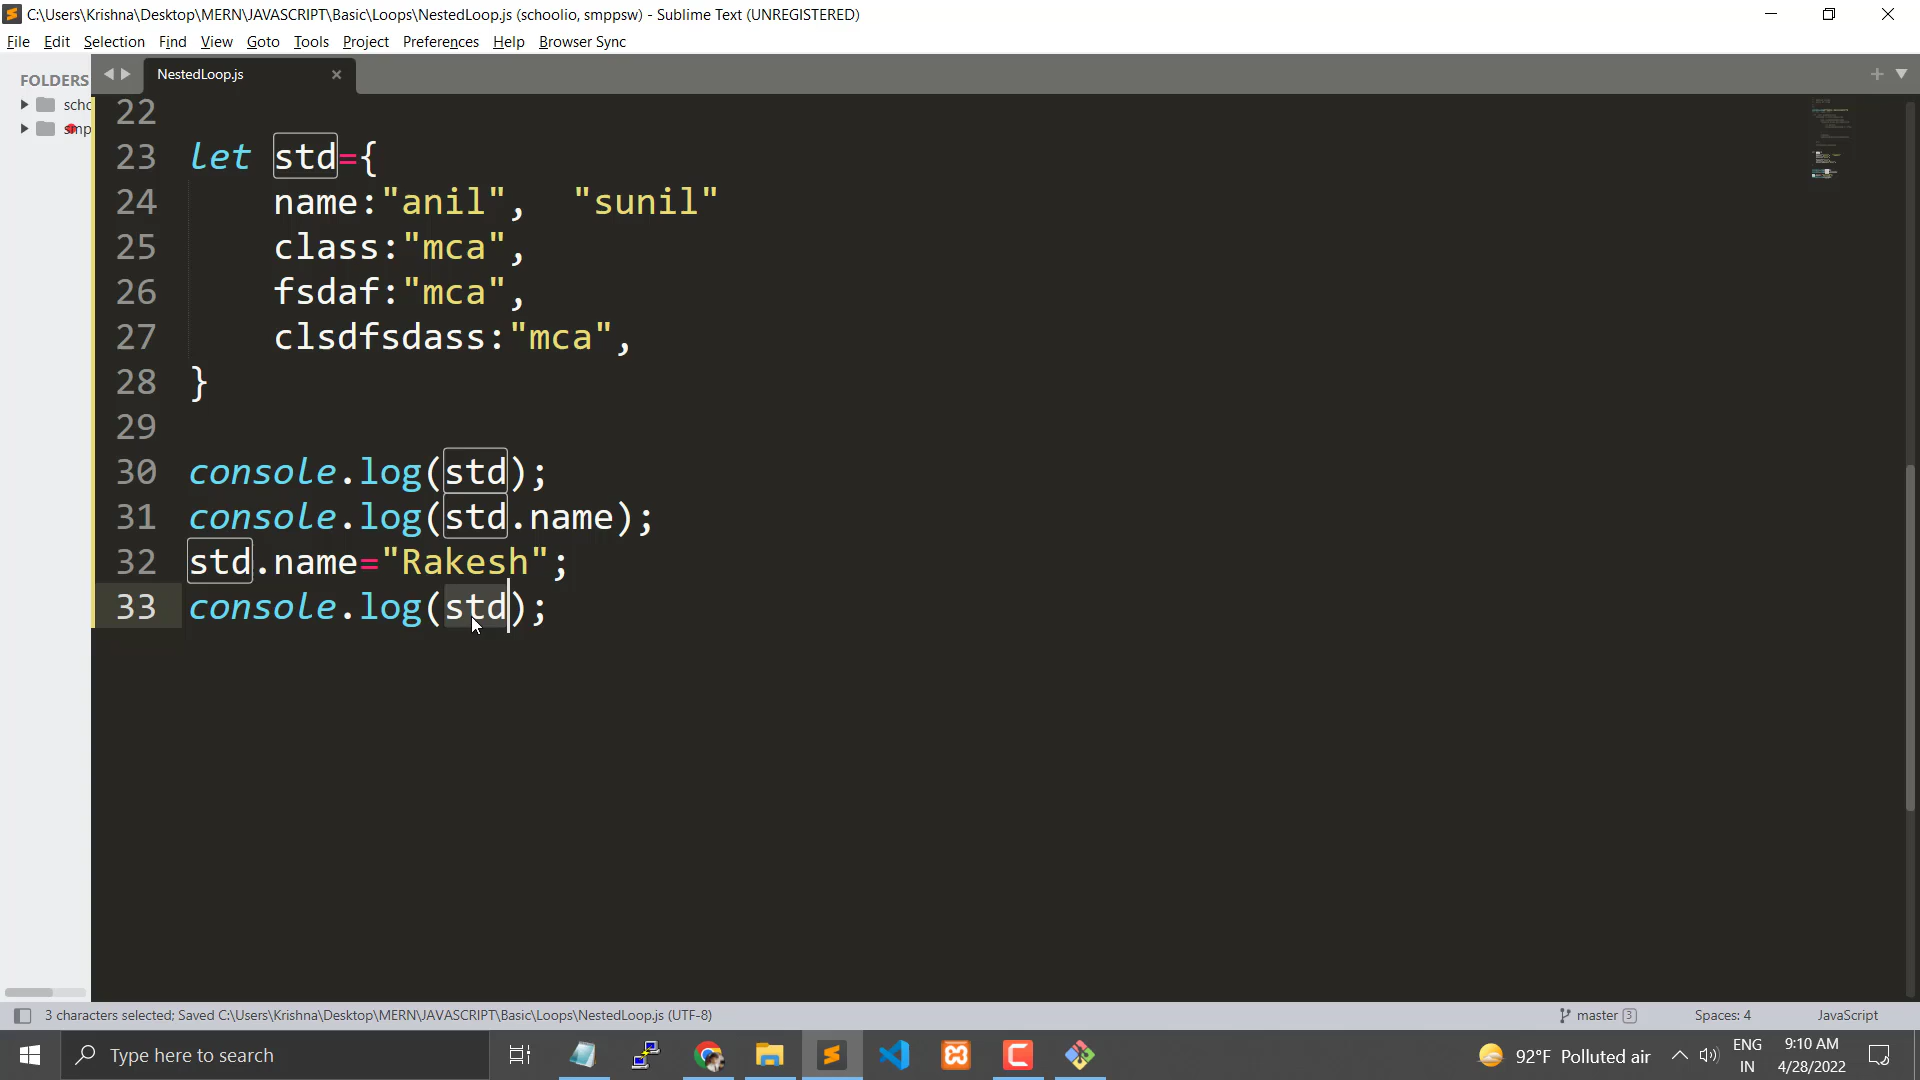 C:\Users\Krishna\Desktop\MERN\JAVASCRIPT\Basic\Loops\NestedLoop.js (schoolio, smppsw) - Sublime Text (UNREGISTERED)
File Edit Selection Find View Goto Tools Project Preferences Help Browser Sync
FOLDERS
NestedLoop.js
scho
smp
22
23 let std={
24 name:"anil", "sunil"
25 class:"mca",
26 fsdaf:"mca",
27 clsdfsdass:"mca",
28 }
29
30 console.log(std);
31 console.log(std.name);
32 std.name="Rakesh";
33 console.log(std);
3 characters selected; Saved C:\Users\Krishna\Desktop\MERN\JAVASCRIPT\Basic\Loops\NestedLoop.js (UTF-8)
master 3 Spaces: 4 JavaScript
Type here to search
92°F Polluted air
ENG
IN
9:10 AM
4/28/2022